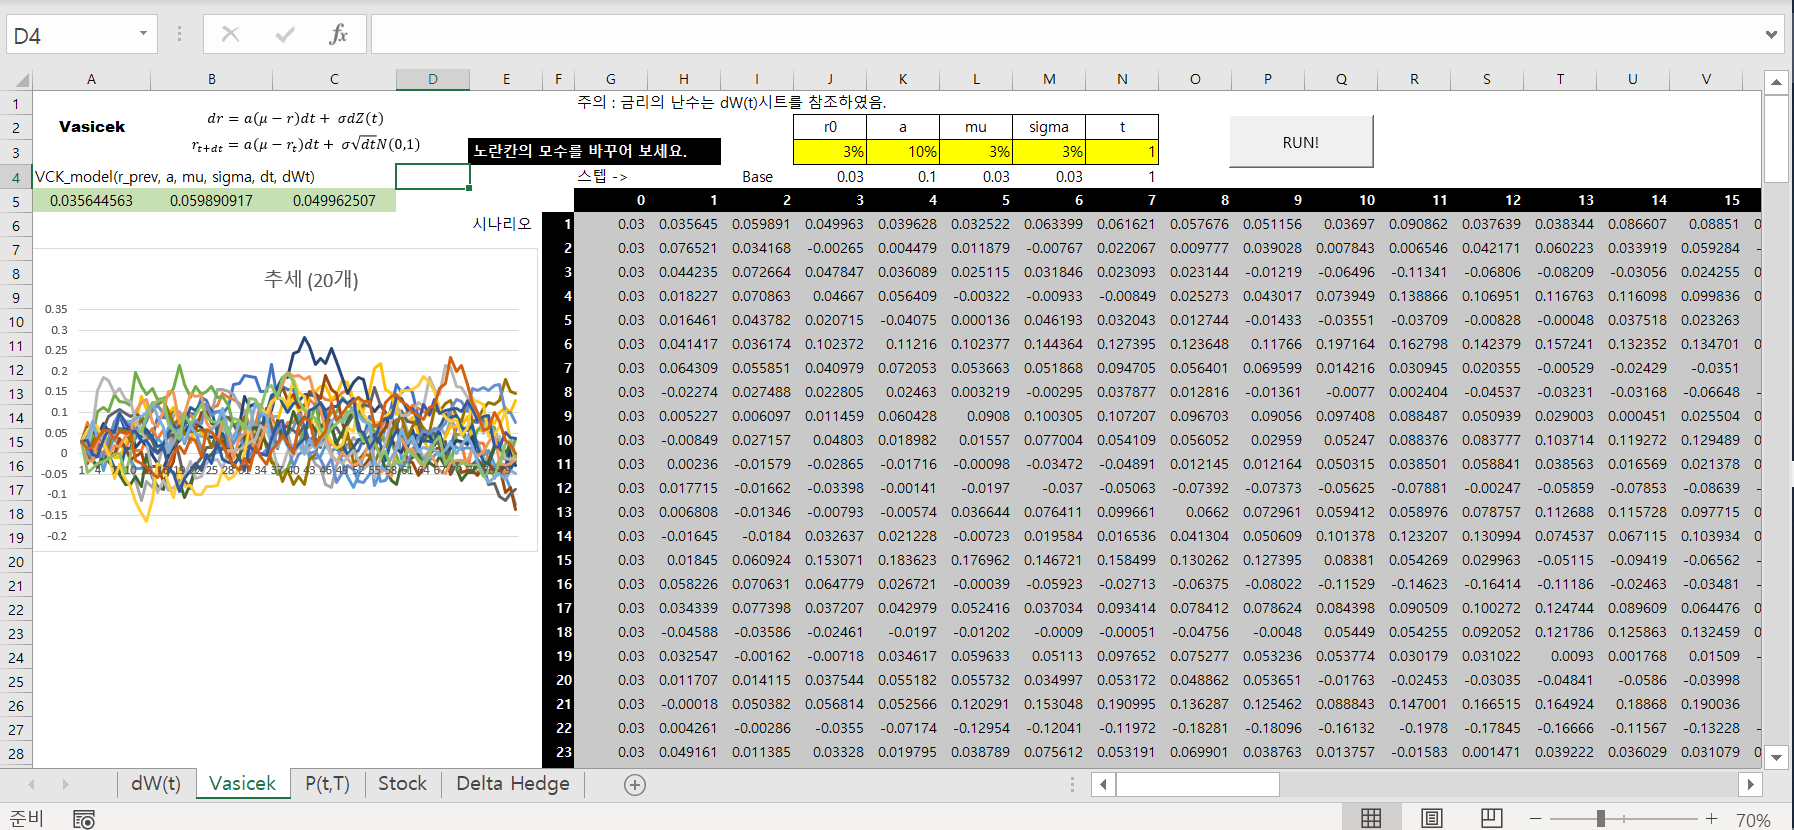 D4
fx
A B C D E F G H I J K L M N O P Q R S T U V
1 주의 : 금리의 난수는 dW(t)시트를 참조하였음.
2 Vasicek dr = a(μ − r)dt + σdZ(t) r0 a mu sigma t RUN!
3 r_{t+dt} = a(μ − r_t)dt + σ√dtN(0,1) 노란칸의 모수를 바꾸어 보세요. 3% 10% 3% 3% 1
4 VCK_model(r_prev, a, mu, sigma, dt, dWt) 스텝 -> Base 0.03 0.1 0.03 0.03 1
5 0.035644563 0.059890917 0.049962507 0 1 2 3 4 5 6 7 8 9 10 11 12 13 14 15
6 시나리오 1 0.03 0.035645 0.059891 0.049963 0.039628 0.032522 0.063399 0.061621 0.057676 0.051156 0.03697 0.090862 0.037639 0.038344 0.086607 0.08851 0
7 2 0.03 0.076521 0.034168 -0.00265 0.004479 0.011879 -0.00767 0.022067 0.009777 0.039028 0.007843 0.006546 0.042171 0.060223 0.033919 0.059284 -
8 3 0.03 0.044235 0.072664 0.047847 0.036089 0.025115 0.031846 0.023093 0.023144 -0.01219 -0.06496 -0.11341 -0.06806 -0.08209 -0.03056 0.024255 0
9 4 0.03 0.018227 0.070863 0.04667 0.056409 -0.00322 -0.00933 -0.00849 0.025273 0.043017 0.073949 0.138866 0.106951 0.116763 0.116098 0.099836 0
10 5 0.03 0.016461 0.043782 0.020715 -0.04075 0.000136 0.046193 0.032043 0.012744 -0.01433 -0.03551 -0.03709 -0.00828 -0.00048 0.037518 0.023263
11 6 0.03 0.041417 0.036174 0.102372 0.11216 0.102377 0.144364 0.127395 0.123648 0.11766 0.197164 0.162798 0.142379 0.157241 0.132352 0.134701 0
12 7 0.03 0.064309 0.055851 0.040979 0.072053 0.053663 0.051868 0.094705 0.056401 0.069599 0.014216 0.030945 0.020355 -0.00529 -0.02429 -0.0351
13 8 0.03 -0.02274 0.027488 0.022805 0.02463 0.003219 -0.00295 0.037877 0.012816 -0.01361 -0.0077 0.002404 -0.04537 -0.03231 -0.03168 -0.06648 -
14 9 0.03 0.005227 0.006097 0.011459 0.060428 0.0908 0.100305 0.107207 0.096703 0.09056 0.097408 0.088487 0.050939 0.029003 0.000451 0.025504 0
15 10 0.03 -0.00849 0.027157 0.04803 0.018982 0.01557 0.077004 0.054109 0.056052 0.02959 0.05247 0.088376 0.083777 0.103714 0.119272 0.129489 0
16 11 0.03 0.00236 -0.01579 -0.02865 -0.01716 -0.00098 -0.03472 -0.04891 0.012145 0.012164 0.050315 0.038501 0.058841 0.038563 0.016569 0.021378 0
17 12 0.03 0.017715 -0.01662 -0.03398 -0.00141 -0.0197 -0.037 -0.05063 -0.07392 -0.07373 -0.05625 -0.07881 -0.00247 -0.05859 -0.07853 -0.08639 -
18 13 0.03 0.006808 -0.01346 -0.00793 -0.00574 0.036644 0.076411 0.099661 0.0662 0.072961 0.059412 0.058976 0.078757 0.112688 0.115728 0.097715 0
19 14 0.03 -0.01645 -0.0184 0.032637 0.021228 -0.00723 0.019584 0.016536 0.041304 0.050609 0.101378 0.123207 0.130994 0.074537 0.067115 0.103934 0
20 15 0.03 0.01845 0.060924 0.153071 0.183623 0.176962 0.146721 0.158499 0.130262 0.127395 0.08381 0.054269 0.029963 -0.05115 -0.09419 -0.06562 -
21 16 0.03 0.058226 0.070631 0.064779 0.026721 -0.00039 -0.05923 -0.02713 -0.06375 -0.08022 -0.11529 -0.14623 -0.16414 -0.11186 -0.02463 -0.03481 -
22 17 0.03 0.034339 0.077398 0.037207 0.042979 0.052416 0.037034 0.093414 0.078412 0.078624 0.084398 0.090509 0.100272 0.124744 0.089609 0.064476 0
23 18 0.03 -0.04588 -0.03586 -0.02461 -0.0197 -0.01202 -0.0009 -0.00051 -0.04756 -0.0048 0.05449 0.054255 0.092052 0.121786 0.125863 0.132459 0
24 19 0.03 0.032547 -0.00162 -0.00718 0.034617 0.059633 0.05113 0.097652 0.075277 0.053236 0.053774 0.030179 0.031022 0.0093 0.001768 0.01509 -
25 20 0.03 0.011707 0.014115 0.037544 0.055182 0.055732 0.034997 0.053172 0.048862 0.053651 -0.01763 -0.02453 -0.03035 -0.04841 -0.0586 -0.03998
26 21 0.03 -0.00018 0.050382 0.056814 0.052566 0.120291 0.153048 0.190995 0.136287 0.125462 0.088843 0.147001 0.166515 0.164924 0.18868 0.190036
27 22 0.03 0.004261 -0.00286 -0.0355 -0.07174 -0.12954 -0.12041 -0.11972 -0.18281 -0.18096 -0.16132 -0.1978 -0.17845 -0.16666 -0.11567 -0.13228 -
28 23 0.03 0.049161 0.011385 0.03328 0.019795 0.038789 0.075612 0.053191 0.069901 0.038763 0.013757 -0.01583 0.001471 0.039222 0.036029 0.031079 0
추세 (20개)
0.35
0.3
0.25
0.2
0.15
0.1
0.05
0
-0.05
-0.1
-0.15
-0.2
1 4 7 10 19 25 28 31 34 37 40 43 46 49 52 55 58 61 64 67
dW(t) Vasicek P(t,T) Stock Delta Hedge
준비 70%